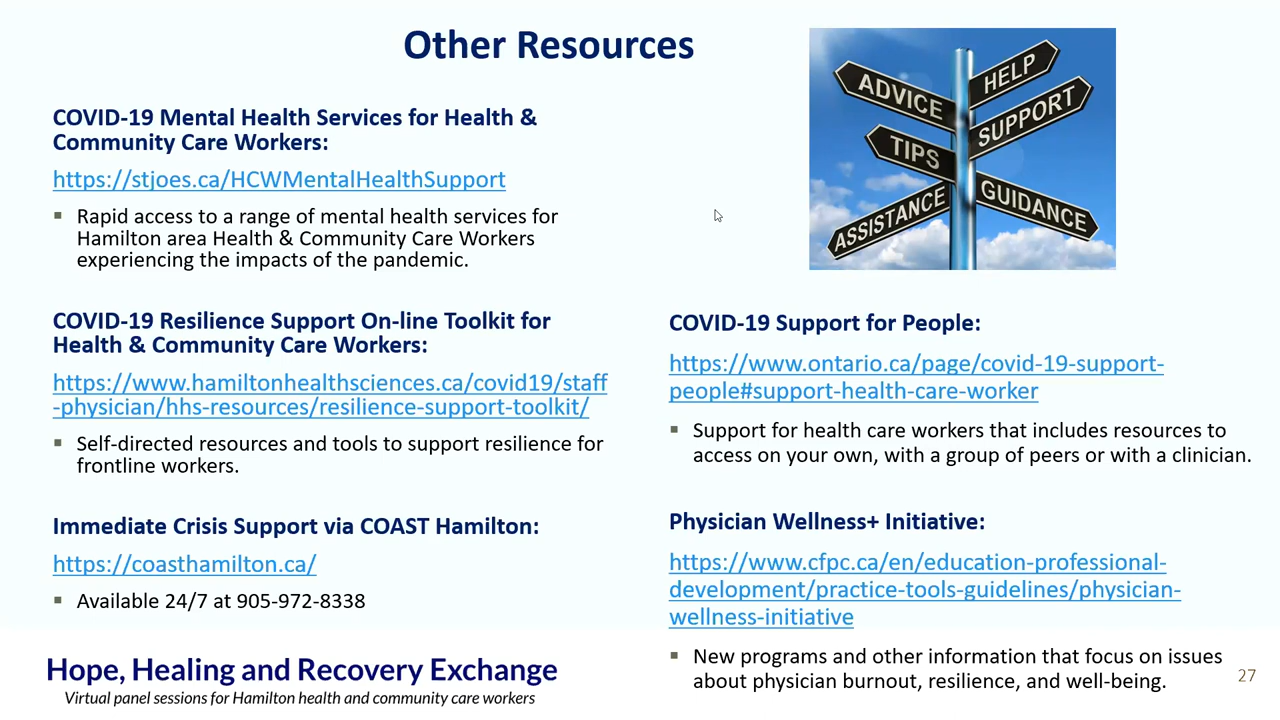 Other Resources
COVID-19 Mental Health Services for Health &
Community Care Workers:
https://stjoes.ca/HCWMentalHealthSupport
▪ Rapid access to a range of mental health services for
Hamilton area Health & Community Care Workers
experiencing the impacts of the pandemic.
COVID-19 Resilience Support On-line Toolkit for
Health & Community Care Workers:
https://www.hamiltonhealthsciences.ca/covid19/staff
-physician/hhs-resources/resilience-support-toolkit/
▪ Self-directed resources and tools to support resilience for
frontline workers.
Immediate Crisis Support via COAST Hamilton:
https://coasthamilton.ca/
▪ Available 24/7 at 905-972-8338
ADVICE
HELP
SUPPORT
TIPS
GUIDANCE
ASSISTANCE
COVID-19 Support for People:
https://www.ontario.ca/page/covid-19-support-
people#support-health-care-worker
▪ Support for health care workers that includes resources to
access on your own, with a group of peers or with a clinician.
Physician Wellness+ Initiative:
https://www.cfpc.ca/en/education-professional-
development/practice-tools-guidelines/physician-
wellness-initiative
▪ New programs and other information that focus on issues
about physician burnout, resilience, and well-being.
Hope, Healing and Recovery Exchange
Virtual panel sessions for Hamilton health and community care workers
27